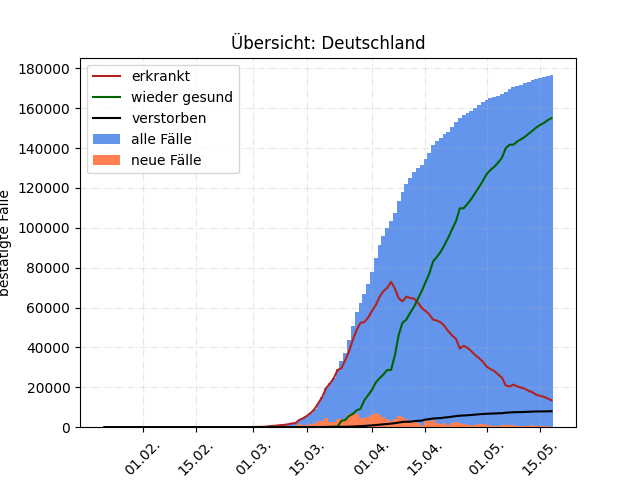 Übersicht: Deutschland
erkrankt
wieder gesund
verstorben
alle Fälle
neue Fälle
bestätigte Fälle
180000
160000
140000
120000
100000
80000
60000
40000
20000
0
01.02.
15.02.
01.03.
15.03.
01.04.
15.04.
01.05.
15.05.